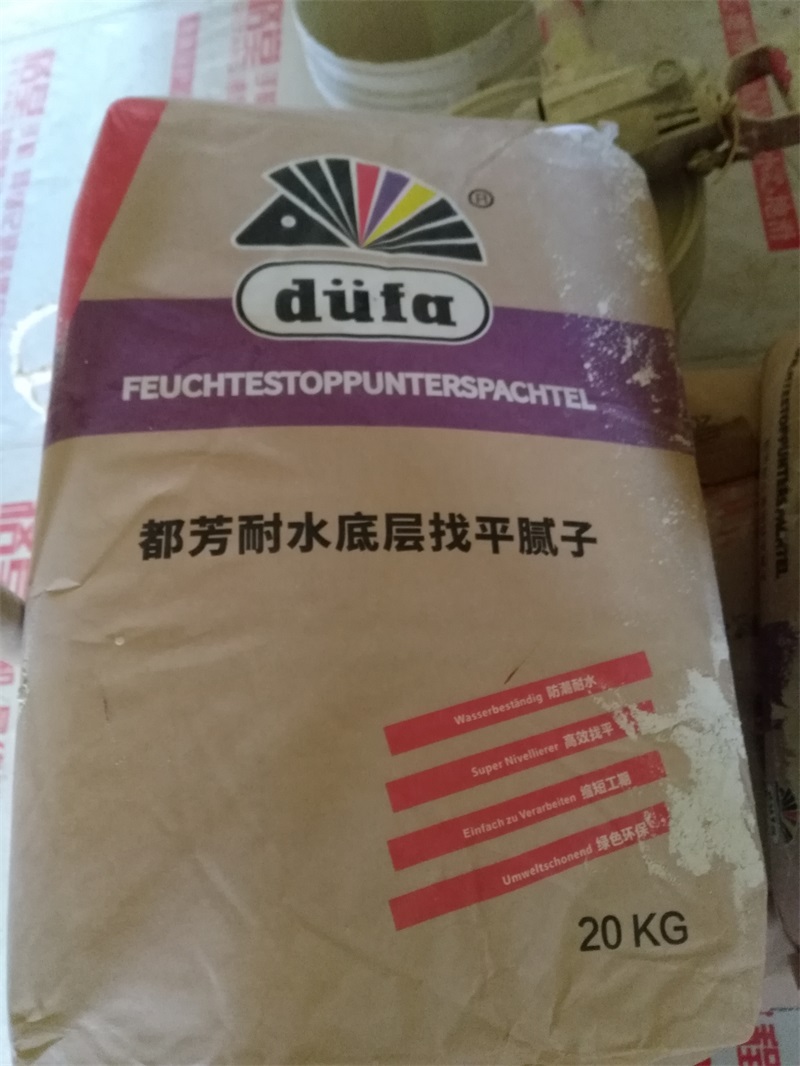 düfa
®
FEUCHTESTOPPUNTERSPACHTEL
都芳耐水底层找平腻子
Wasserbeständig 防潮耐水
Super Nivellierer 高效找平
Einfach zu Verarbeiten 缩短工期
Umweltschonend 绿色环保
20 KG
程